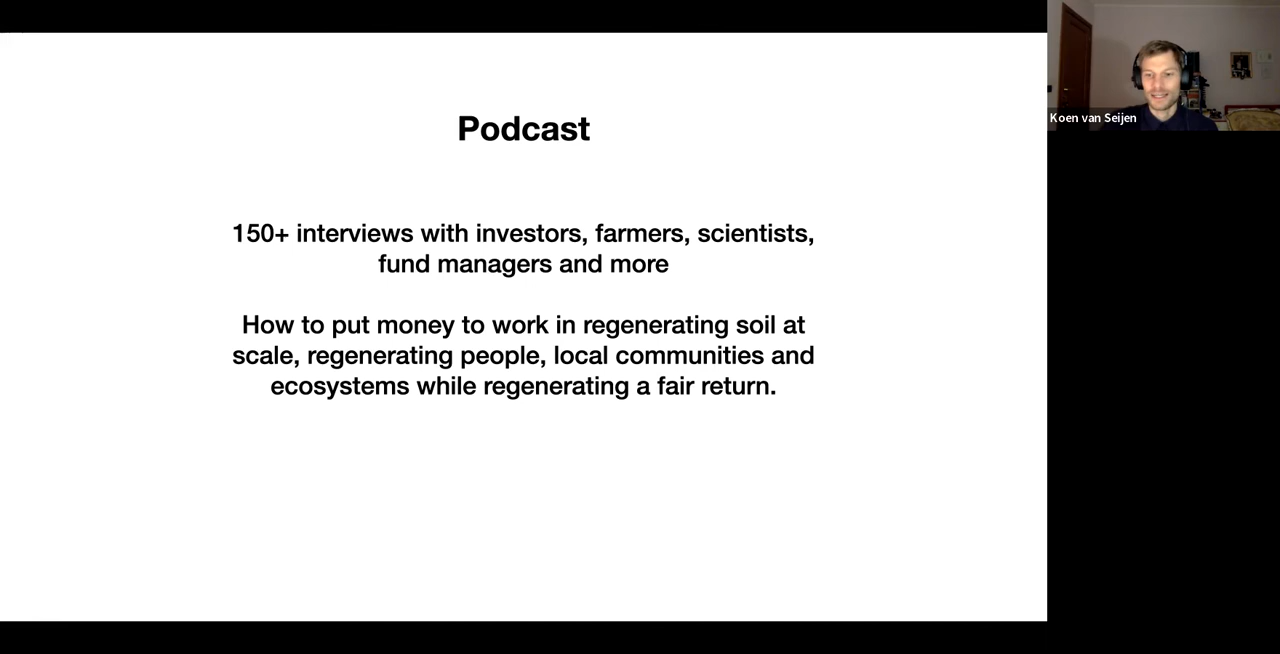 Podcast
150+ interviews with investors, farmers, scientists,
fund managers and more
How to put money to work in regenerating soil at
scale, regenerating people, local communities and
ecosystems while regenerating a fair return.
Koen van Seijen